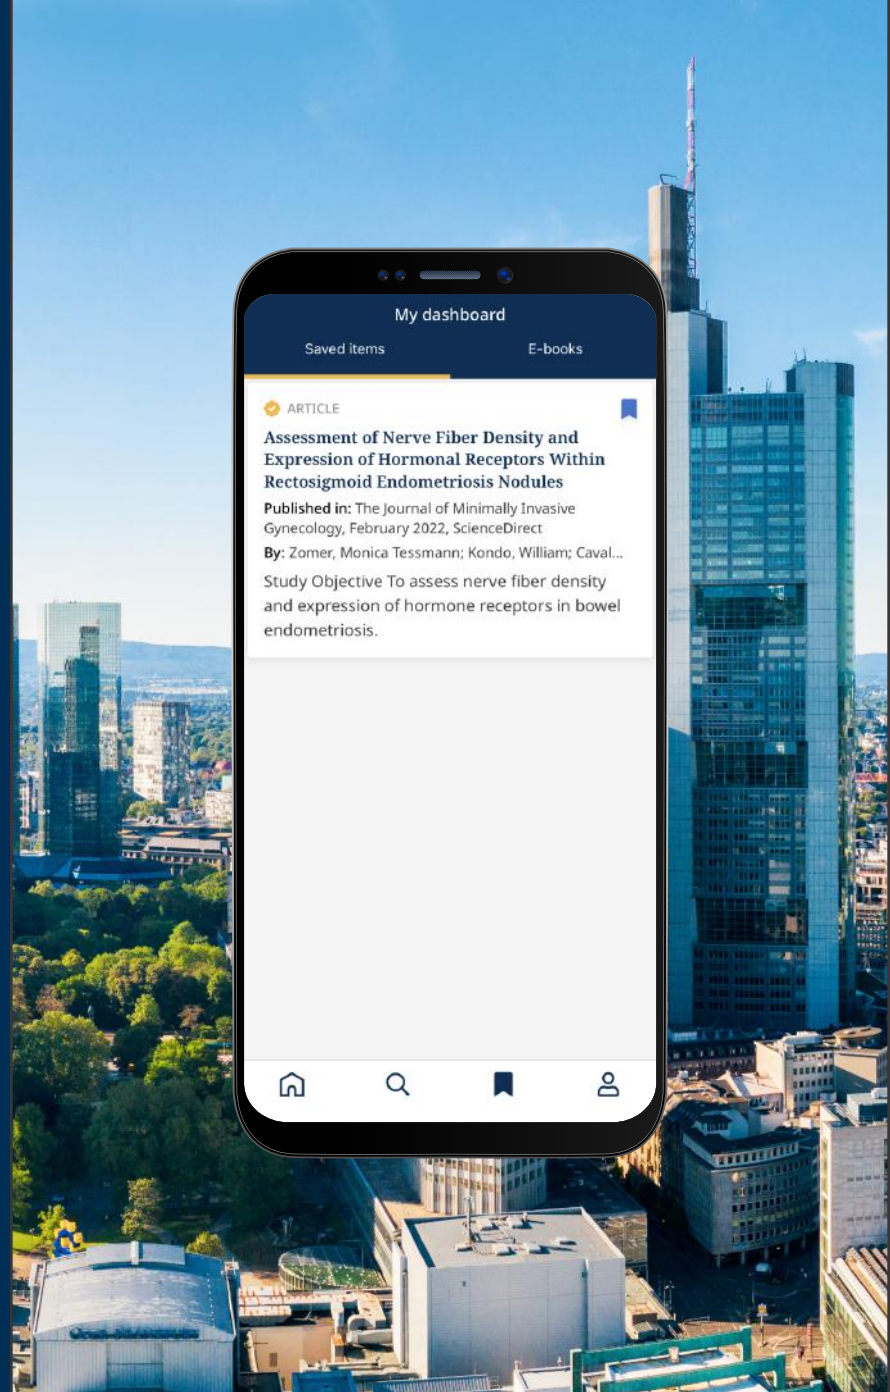 My dashboard
Saved items
E-books
ARTICLE
Assessment of Nerve Fiber Density and
Expression of Hormonal Receptors Within
Rectosigmoid Endometriosis Nodules
Published in: The Journal of Minimally Invasive
Gynecology, February 2022, ScienceDirect
By: Zomer, Monica Tessmann; Kondo, William; Caval...
Study Objective To assess nerve fiber density
and expression of hormone receptors in bowel
endometriosis.